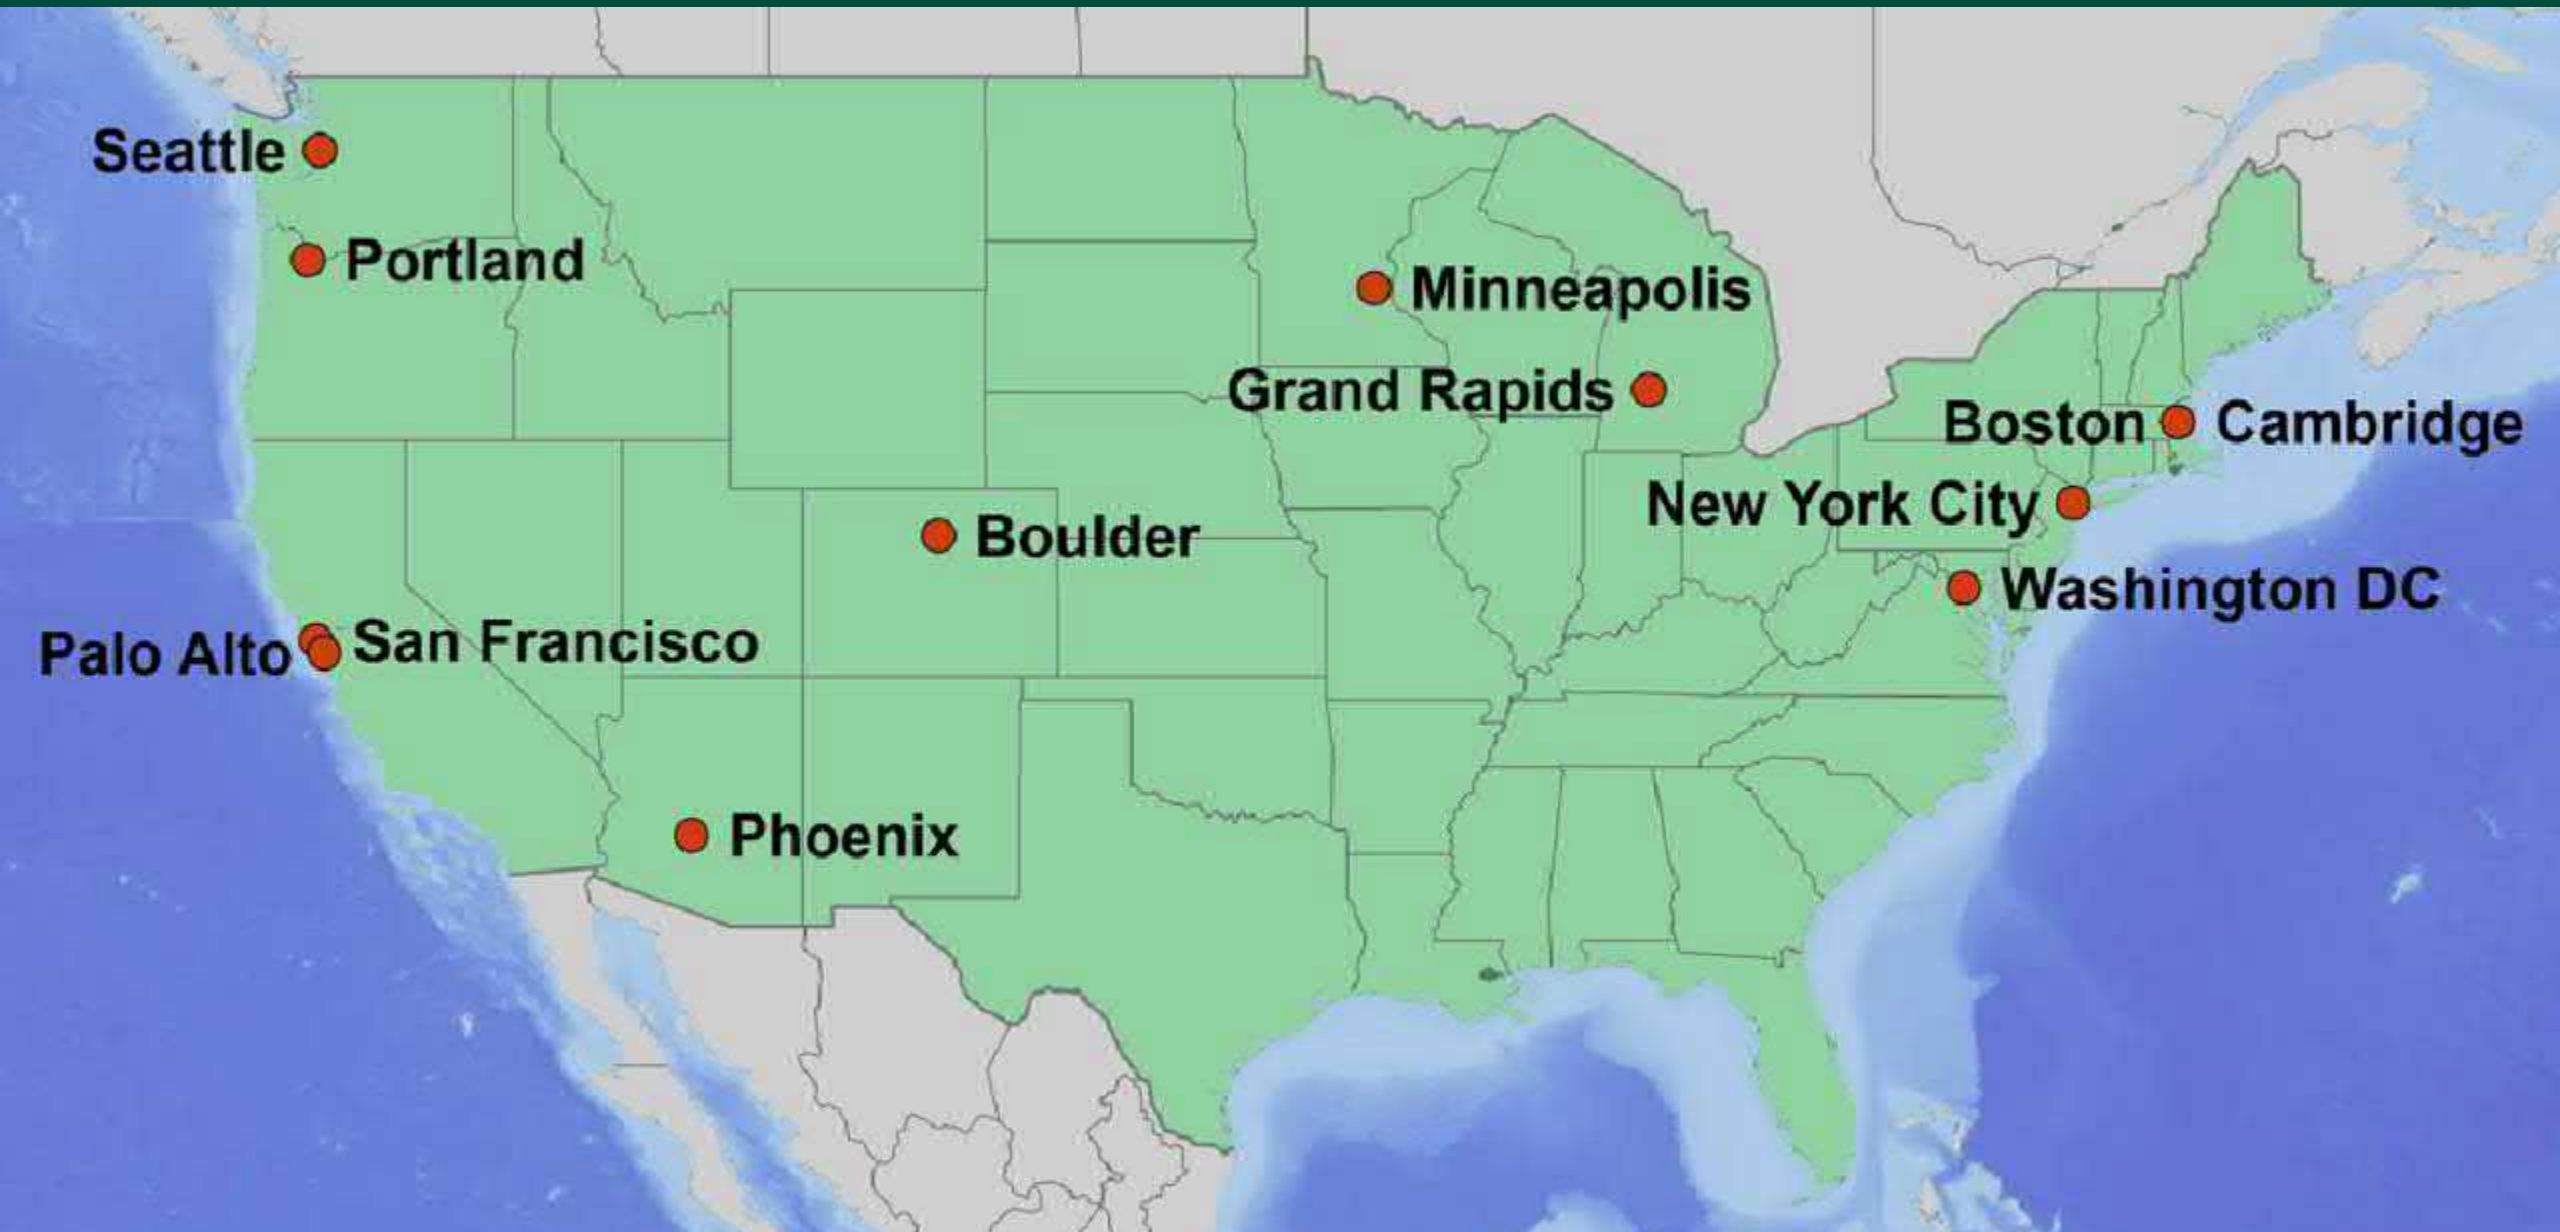 Seattle
Portland
Minneapolis
Grand Rapids
Boston Cambridge
New York City
Boulder
Washington DC
Palo Alto San Francisco
Phoenix